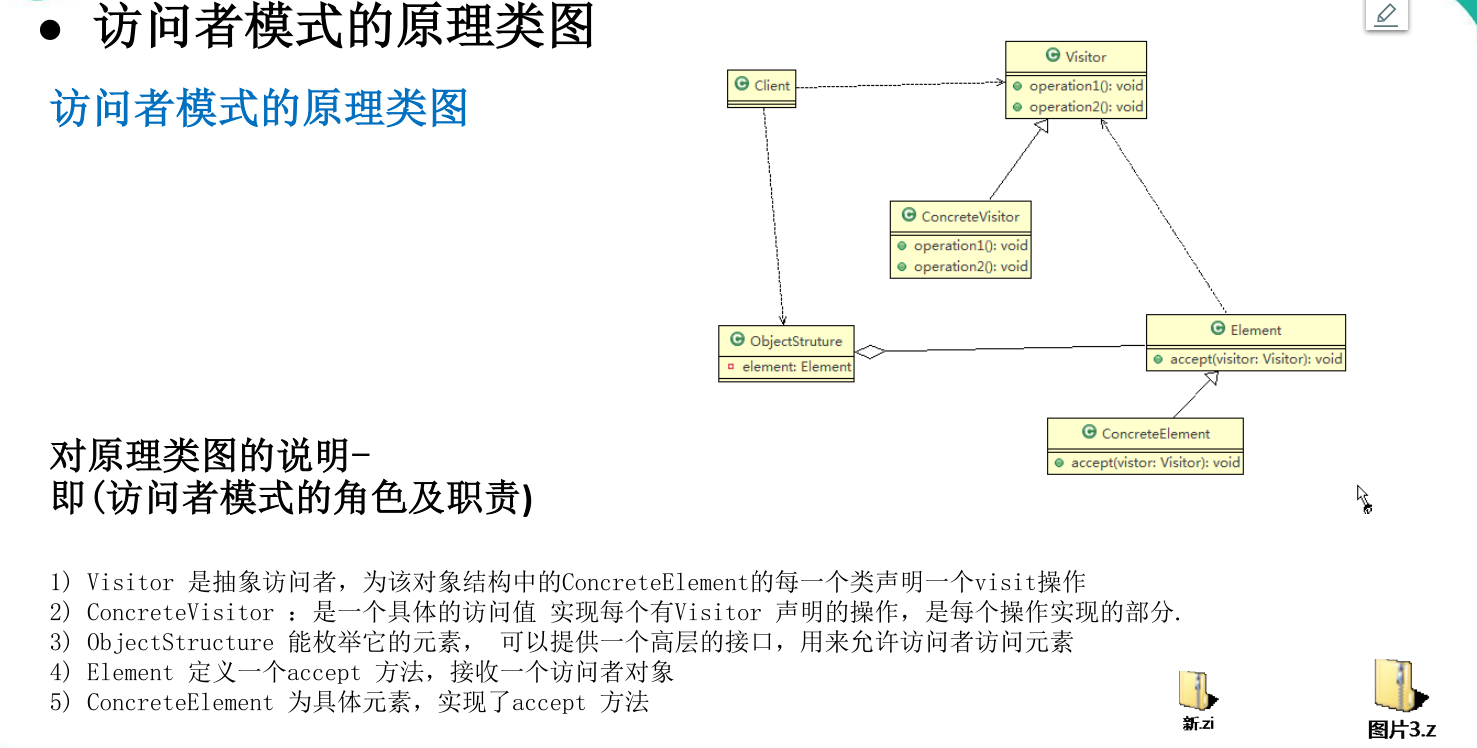 ● 访问者模式的原理类图
访问者模式的原理类图
Client
Visitor
operation1(): void
operation2(): void
ConcreteVisitor
operation1(): void
operation2(): void
ObjectStruture
element: Element
Element
accept(visitor: Visitor): void
ConcreteElement
accept(vistor: Visitor): void
对原理类图的说明-
即(访问者模式的角色及职责)
1) Visitor 是抽象访问者，为该对象结构中的ConcreteElement的每一个类声明一个visit操作
2) ConcreteVisitor ：是一个具体的访问值 实现每个有Visitor 声明的操作，是每个操作实现的部分.
3) ObjectStructure 能枚举它的元素， 可以提供一个高层的接口，用来允许访问者访问元素
4) Element 定义一个accept 方法，接收一个访问者对象
5) ConcreteElement 为具体元素，实现了accept 方法
新.zi
图片3.z